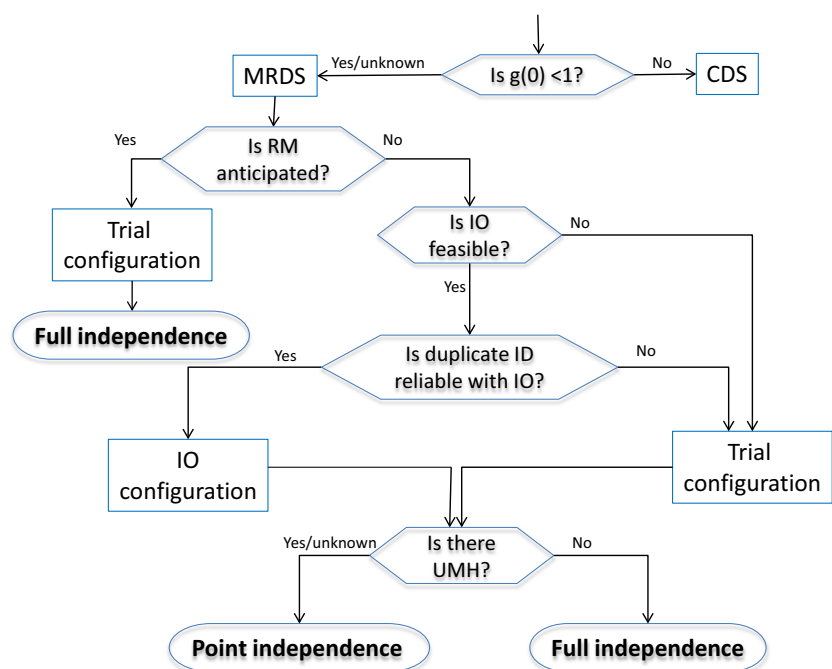 Yes/unknown
No
MRDS
Is g(0) <1?
CDS
Yes
No
Is RM
anticipated?
Trial
configuration
Is IO
feasible?
No
Yes
Full independence
Yes
Is duplicate ID
reliable with IO?
No
IO
configuration
Trial
configuration
Yes/unknown
Is there
UMH?
No
Point independence
Full independence